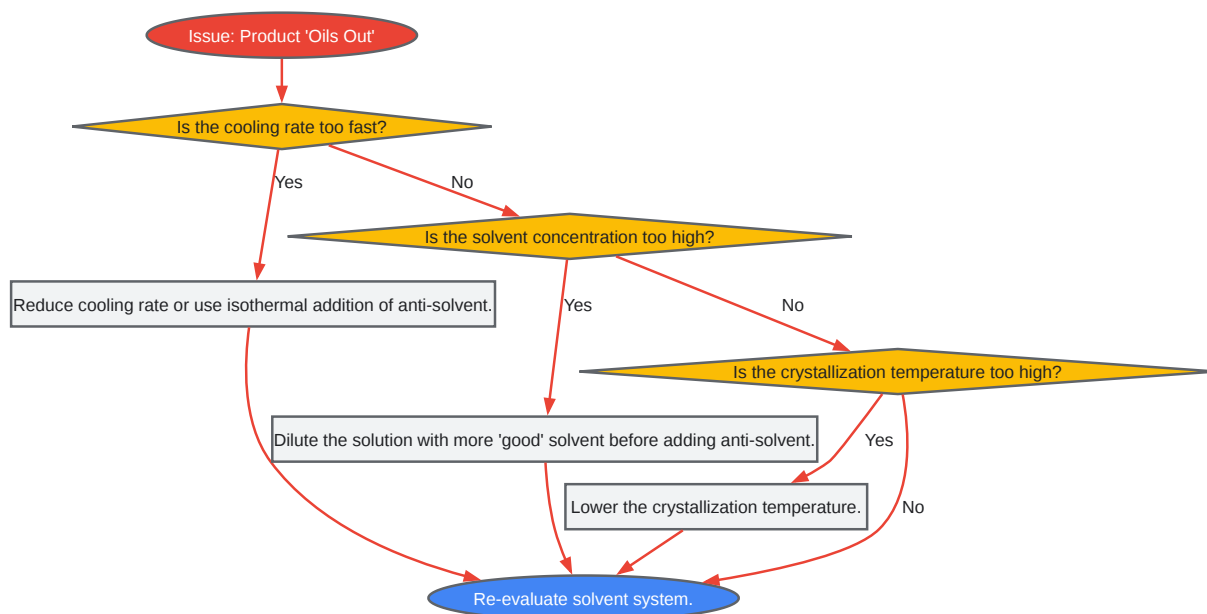 Issue: Product 'Oils Out'
Is the cooling rate too fast?
Yes
No
Is the solvent concentration too high?
Reduce cooling rate or use isothermal addition of anti-solvent.
Yes
No
Is the crystallization temperature too high?
Dilute the solution with more 'good' solvent before adding anti-solvent.
Yes
Lower the crystallization temperature.
No
Re-evaluate solvent system.